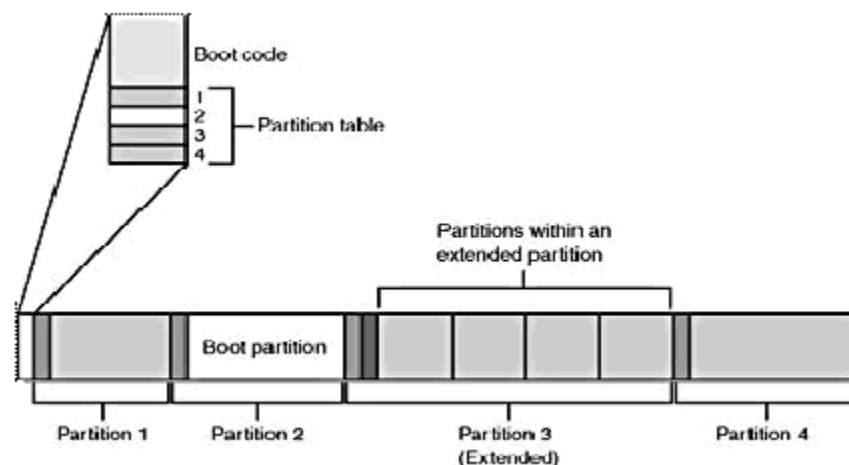 Boot code
1
2
3
4
Partition table
Partitions within an
extended partition
Boot partition
Partition 1
Partition 2
Partition 3
(Extended)
Partition 4